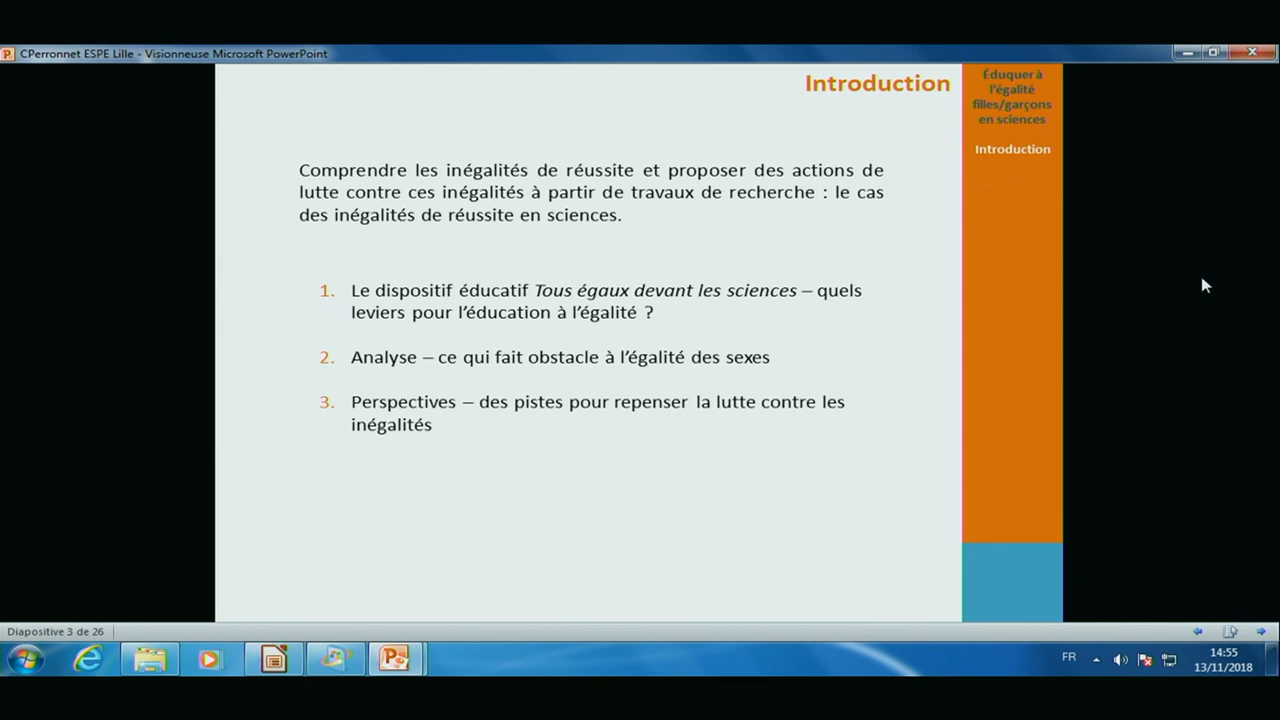 CPerronnet ESPE Lille - Visionneuse Microsoft PowerPoint
Introduction
Éduquer à
l'égalité
filles/garçons
en sciences
Introduction
Comprendre les inégalités de réussite et proposer des actions de
lutte contre ces inégalités à partir de travaux de recherche : le cas
des inégalités de réussite en sciences.
1. Le dispositif éducatif Tous égaux devant les sciences – quels
leviers pour l'éducation à l'égalité ?
2. Analyse – ce qui fait obstacle à l'égalité des sexes
3. Perspectives – des pistes pour repenser la lutte contre les
inégalités
Diapositive 3 de 26
FR
14:55
13/11/2018